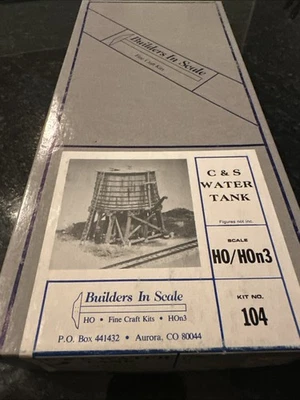 Builders In Scale
Fine Craft Kits
C & S
WATER
TANK
Figures not inc.
SCALE
HO/HOn3
KIT NO.
104
Builders In Scale
HO • Fine Craft Kits • HOn3
P.O. Box 441432 • Aurora, CO 80044